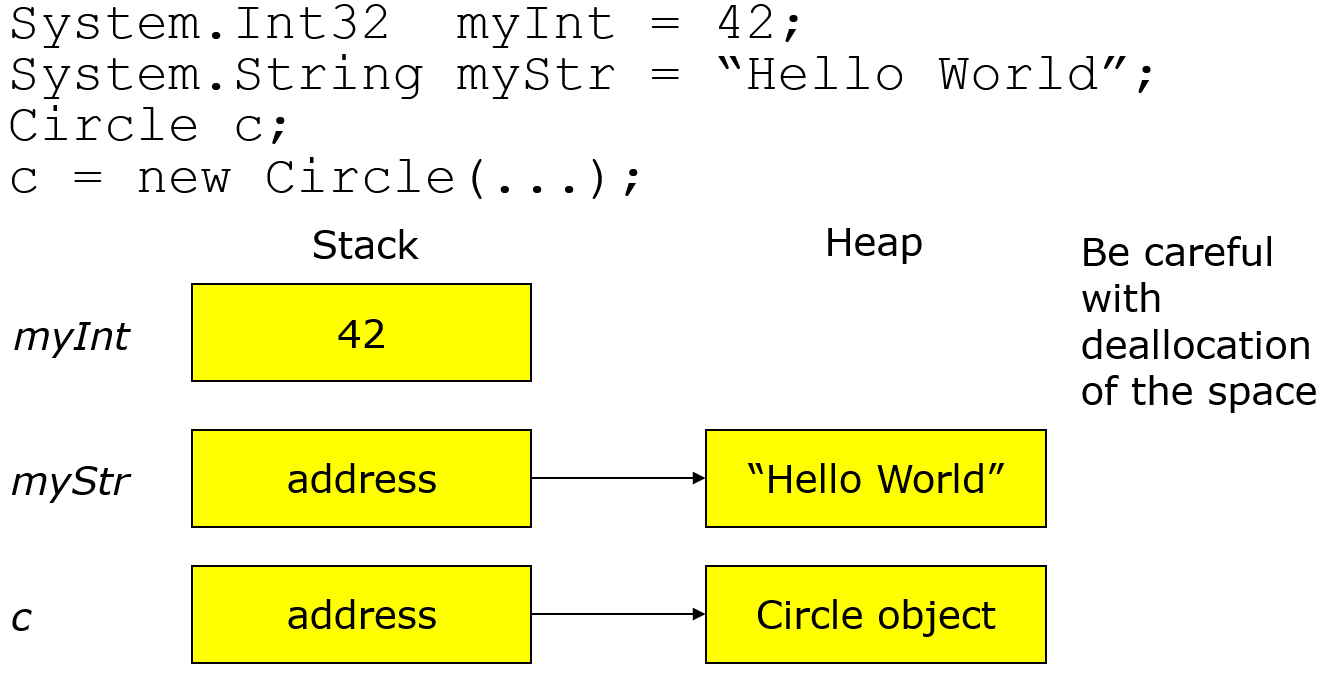 System.Int32  myInt = 42;
System.String myStr = “Hello World”;
Circle c;
c = new Circle(...);
Stack
Heap
Be careful
with
deallocation
of the space
myInt
42
myStr
address
“Hello World”
c
address
Circle object